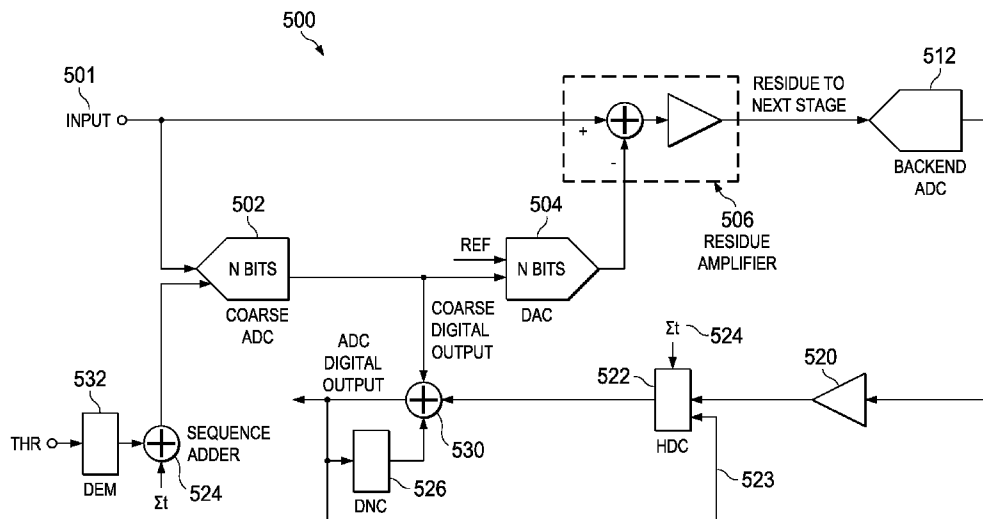 500
501
INPUT
+
-
RESIDUE TO
NEXT STAGE
512
BACKEND
ADC
506
RESIDUE
AMPLIFIER
502
N BITS
COARSE
ADC
504
REF
N BITS
DAC
COARSE
DIGITAL
OUTPUT
ADC
DIGITAL
OUTPUT
Σt
524
522
HDC
520
530
523
532
THR
DEM
SEQUENCE
ADDER
524
Σt
526
DNC